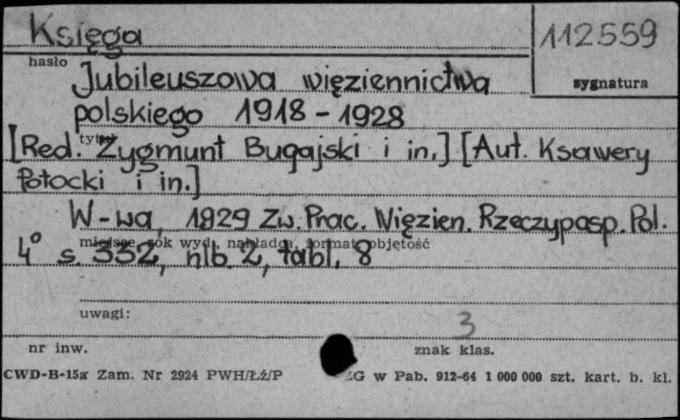 Księga
112559
hasło
sygnatura
Jubileuszowa więziennictwa
polskiego 1918-1928
tytuł
[Red. Zygmunt Bugajski i in.] [Aut. Ksawery
Potocki i in.]
W-wa, 1929 Zw. Prac. Więzien. Rzeczyposp. Pol.
miejsce, rok wyd., nakładca, format, objętość
4° s. 332, nlb. 2, tabl. 8
uwagi:
3
nr inw.
znak klas.
CWD-B-15a Zam. Nr 2924 PWH/Łź/P ZG w Pab. 912-64 1 000 000 szt. kart. b. kl.